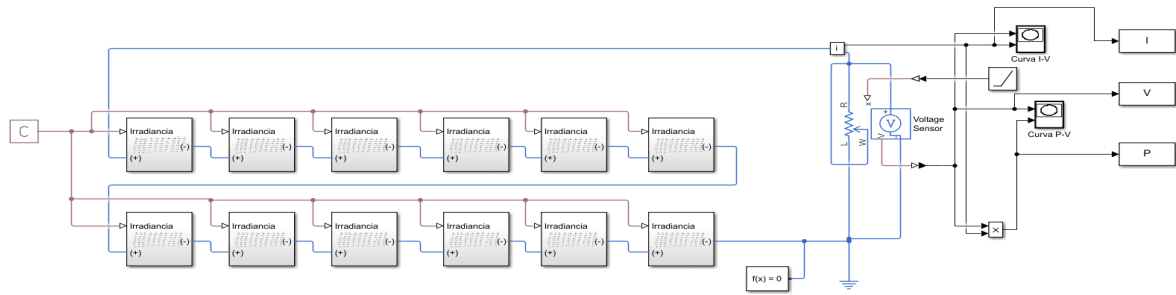 i
I
Curva I-V
R
x
L
W
+
V
V
Voltage
Sensor
V
Curva P-V
P
C
Irradiancia
(-)
(+)
Irradiancia
(-)
(+)
Irradiancia
(-)
(+)
Irradiancia
(-)
(+)
Irradiancia
(-)
(+)
Irradiancia
(-)
(+)
Irradiancia
(-)
(+)
Irradiancia
(-)
(+)
Irradiancia
(-)
(+)
Irradiancia
(-)
(+)
Irradiancia
(-)
(+)
Irradiancia
(-)
(+)
×
f(x) = 0